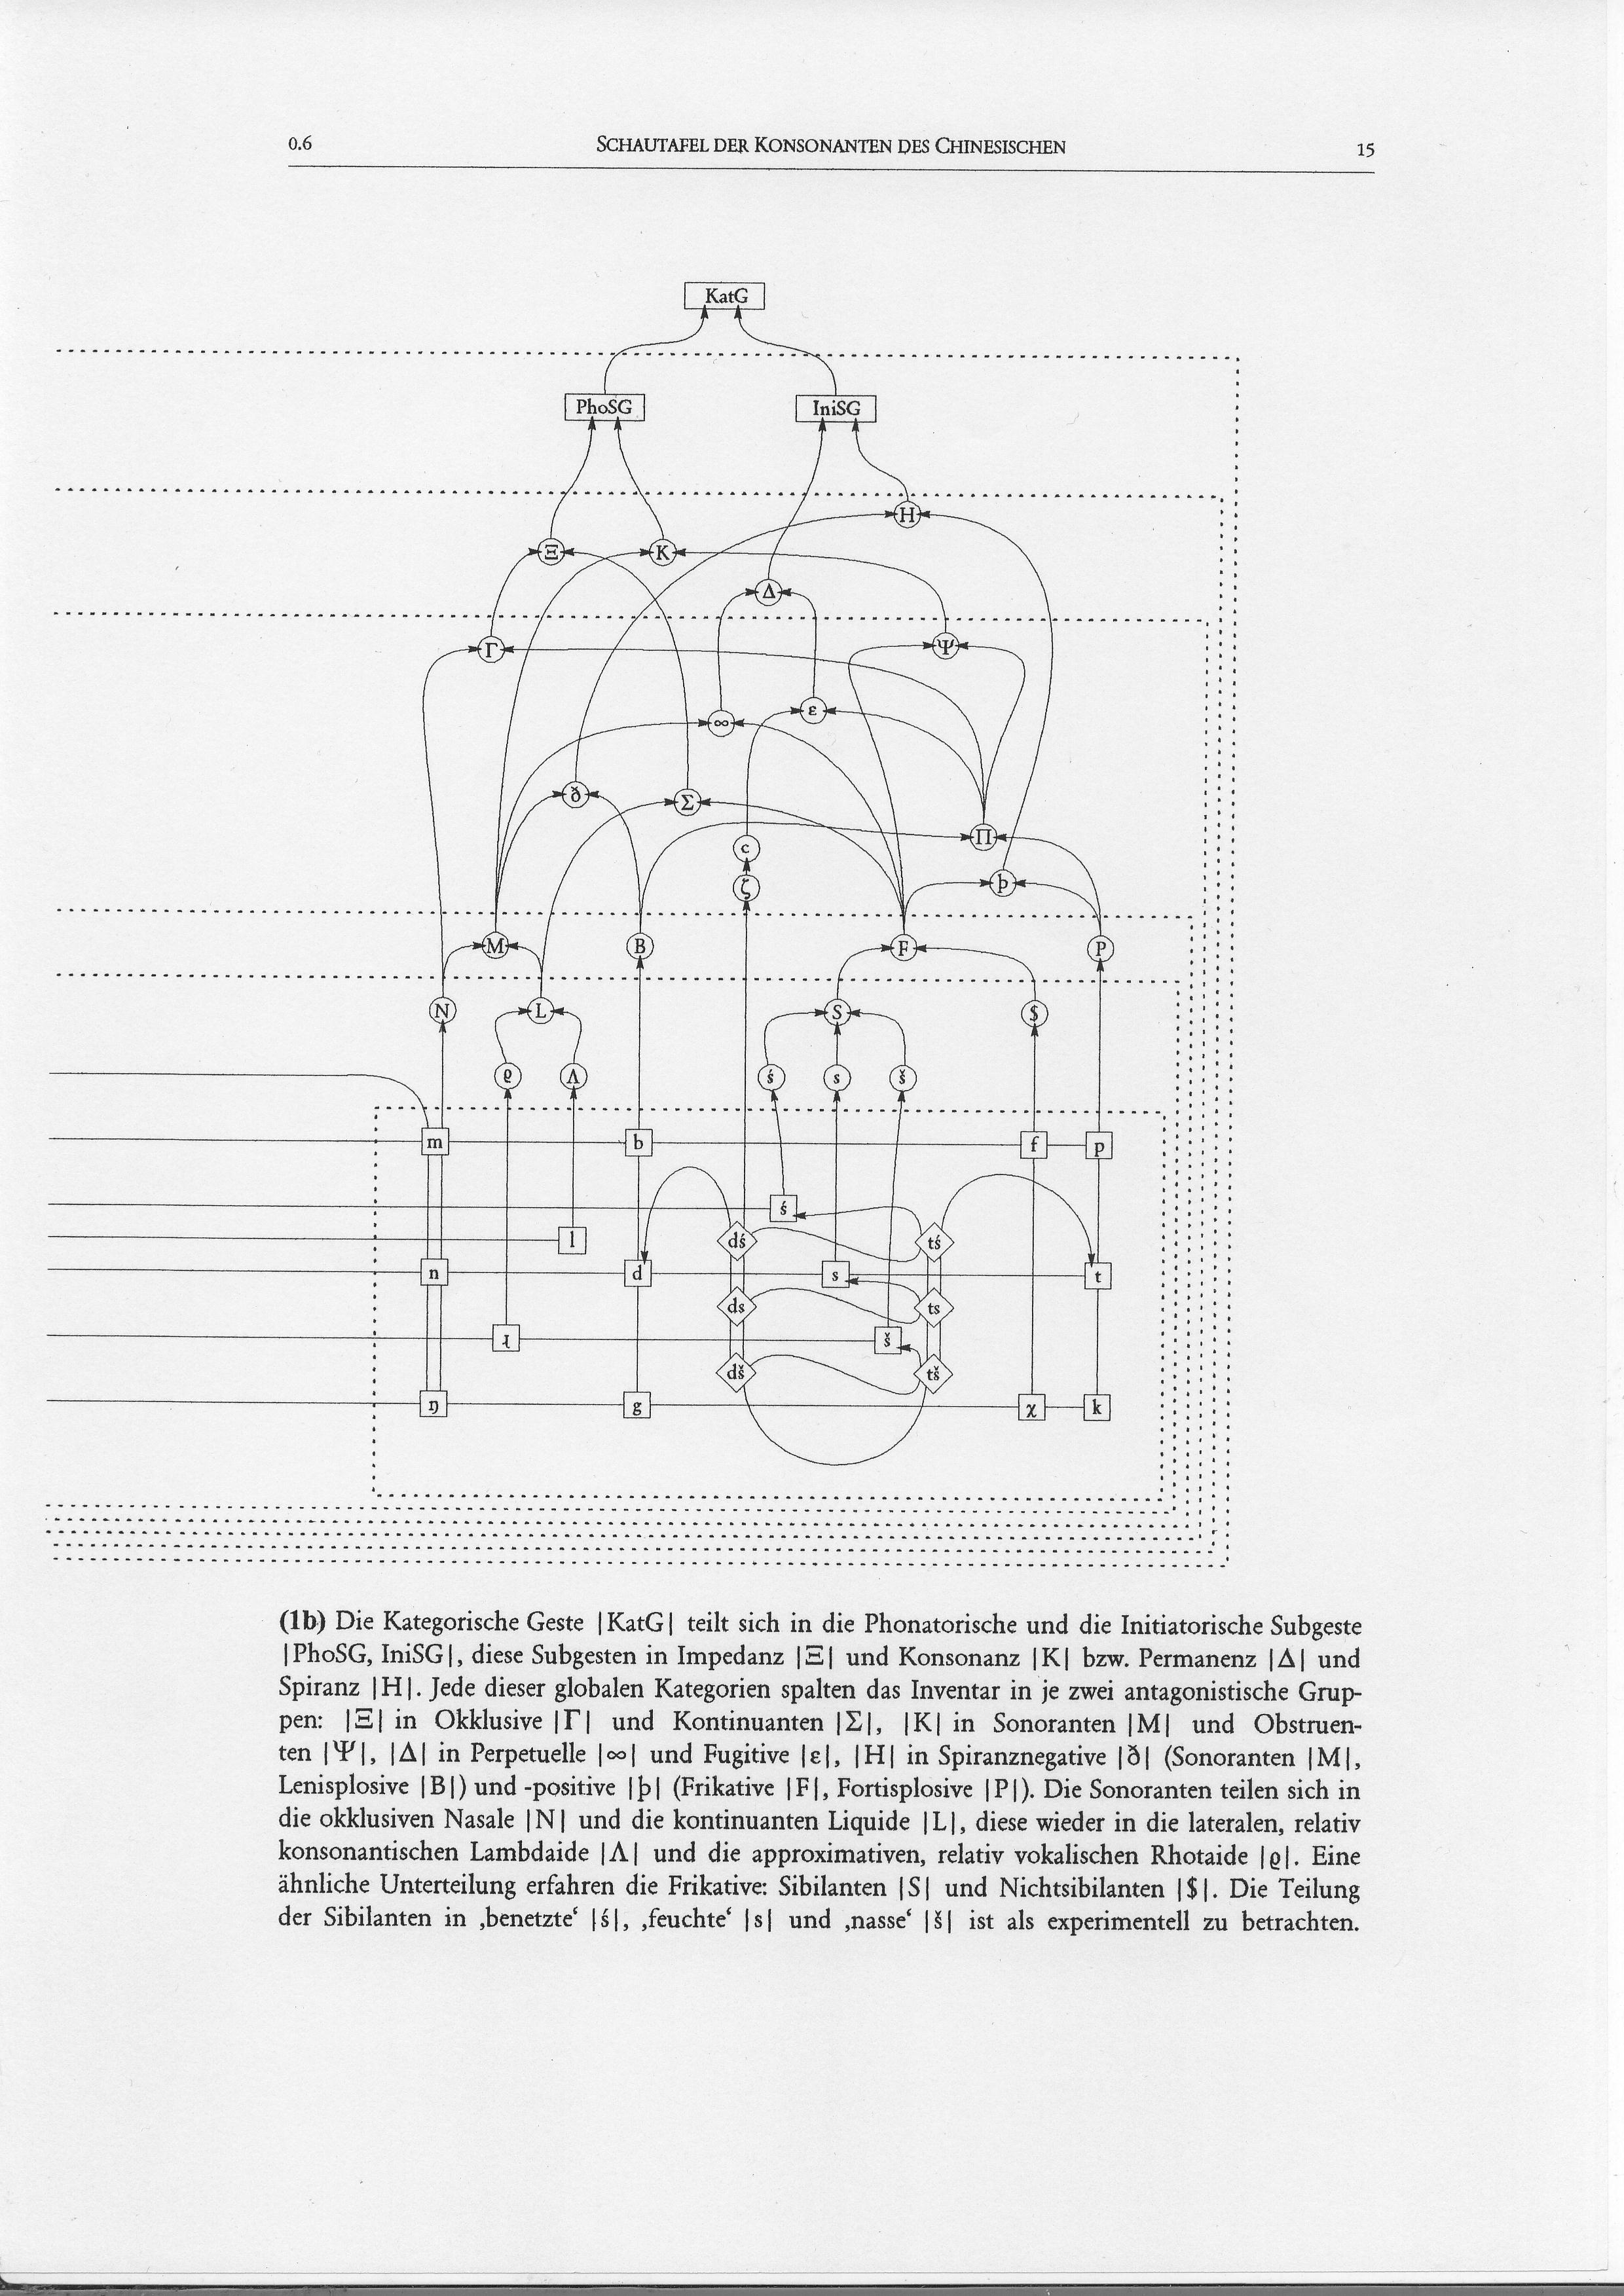 0.6 SCHAUTAFEL DER KONSONANTEN DES CHINESISCHEN 15
KatG
PhoSG IniSG
H
Ξ K
Δ
Γ Ψ
∞ ε
ð Σ
Π
c
ζ þ
M B F P
N L S $
ϱ Λ ś s š
m b f p
ś
l dś tś
n d s t
ds ts
ɻ š
dš tš
ŋ g χ k
(1b) Die Kategorische Geste |KatG| teilt sich in die Phonatorische und die Initiatorische Subgeste
|PhoSG, IniSG|, diese Subgesten in Impedanz |Ξ| und Konsonanz |K| bzw. Permanenz |Δ| und
Spiranz |H|. Jede dieser globalen Kategorien spalten das Inventar in je zwei antagonistische Grup-
pen: |Ξ| in Okklusive |Γ| und Kontinuanten |Σ|, |K| in Sonoranten |M| und Obstruen-
ten |Ψ|, |Δ| in Perpetuelle |∞| und Fugitive |ε|, |H| in Spiranznegative |ð| (Sonoranten |M|,
Lenisplosive |B|) und -positive |þ| (Frikative |F|, Fortisplosive |P|). Die Sonoranten teilen sich in
die okklusiven Nasale |N| und die kontinuanten Liquide |L|, diese wieder in die lateralen, relativ
konsonantischen Lambdaide |Λ| und die approximativen, relativ vokalischen Rhotaide |ϱ|. Eine
ähnliche Unterteilung erfahren die Frikative: Sibilanten |S| und Nichtsibilanten |$|. Die Teilung
der Sibilanten in ‚benetzte‘ |ś|, ‚feuchte‘ |s| und ‚nasse‘ |š| ist als experimentell zu betrachten.